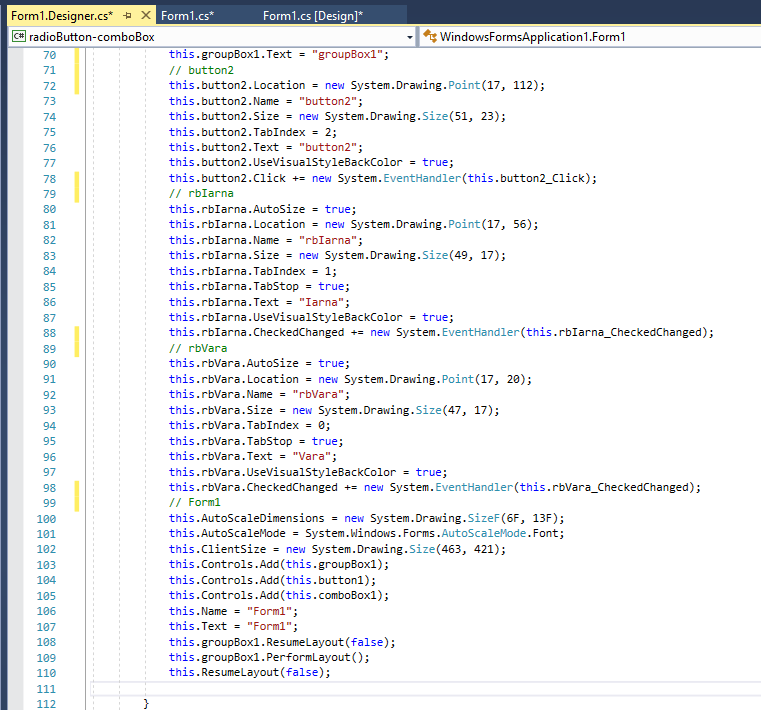 Form1.Designer.cs* Form1.cs* Form1.cs [Design]*
C# radioButton-comboBox WindowsFormsApplication1.Form1
70 this.groupBox1.Text = "groupBox1";
71 // button2
72 this.button2.Location = new System.Drawing.Point(17, 112);
73 this.button2.Name = "button2";
74 this.button2.Size = new System.Drawing.Size(51, 23);
75 this.button2.TabIndex = 2;
76 this.button2.Text = "button2";
77 this.button2.UseVisualStyleBackColor = true;
78 this.button2.Click += new System.EventHandler(this.button2_Click);
79 // rbIarna
80 this.rbIarna.AutoSize = true;
81 this.rbIarna.Location = new System.Drawing.Point(17, 56);
82 this.rbIarna.Name = "rbIarna";
83 this.rbIarna.Size = new System.Drawing.Size(49, 17);
84 this.rbIarna.TabIndex = 1;
85 this.rbIarna.TabStop = true;
86 this.rbIarna.Text = "Iarna";
87 this.rbIarna.UseVisualStyleBackColor = true;
88 this.rbIarna.CheckedChanged += new System.EventHandler(this.rbIarna_CheckedChanged);
89 // rbVara
90 this.rbVara.AutoSize = true;
91 this.rbVara.Location = new System.Drawing.Point(17, 20);
92 this.rbVara.Name = "rbVara";
93 this.rbVara.Size = new System.Drawing.Size(47, 17);
94 this.rbVara.TabIndex = 0;
95 this.rbVara.TabStop = true;
96 this.rbVara.Text = "Vara";
97 this.rbVara.UseVisualStyleBackColor = true;
98 this.rbVara.CheckedChanged += new System.EventHandler(this.rbVara_CheckedChanged);
99 // Form1
100 this.AutoScaleDimensions = new System.Drawing.SizeF(6F, 13F);
101 this.AutoScaleMode = System.Windows.Forms.AutoScaleMode.Font;
102 this.ClientSize = new System.Drawing.Size(463, 421);
103 this.Controls.Add(this.groupBox1);
104 this.Controls.Add(this.button1);
105 this.Controls.Add(this.comboBox1);
106 this.Name = "Form1";
107 this.Text = "Form1";
108 this.groupBox1.ResumeLayout(false);
109 this.groupBox1.PerformLayout();
110 this.ResumeLayout(false);
111
112 }